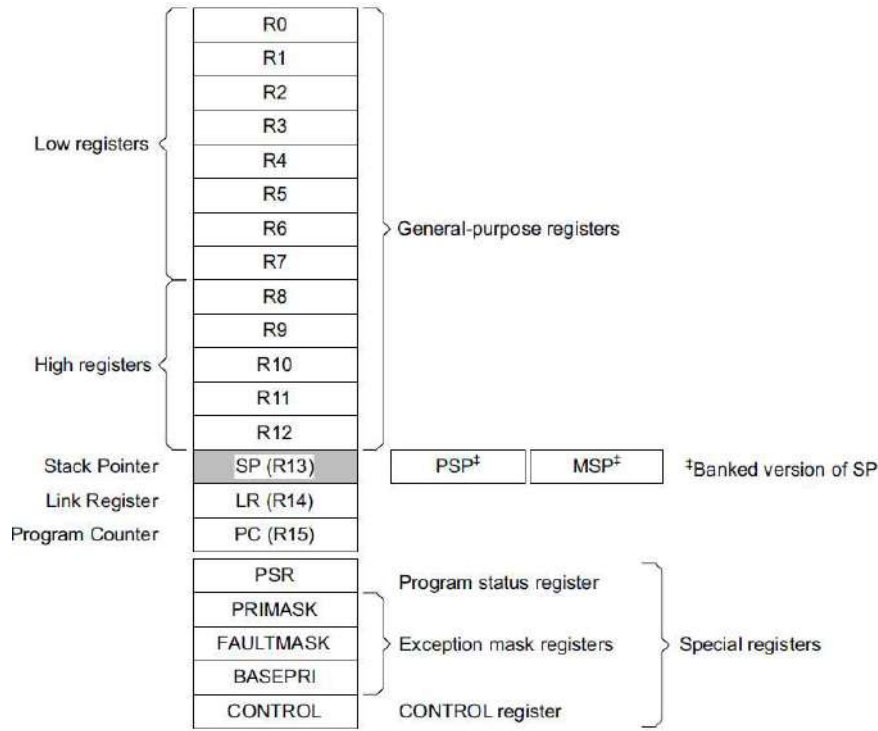 R0
R1
R2
R3
Low registers
R4
R5
R6
General-purpose registers
R7
R8
R9
High registers
R10
R11
R12
Stack Pointer SP (R13) PSP‡ MSP‡ ‡Banked version of SP
Link Register LR (R14)
Program Counter PC (R15)
PSR Program status register
PRIMASK
FAULTMASK Exception mask registers Special registers
BASEPRI
CONTROL CONTROL register